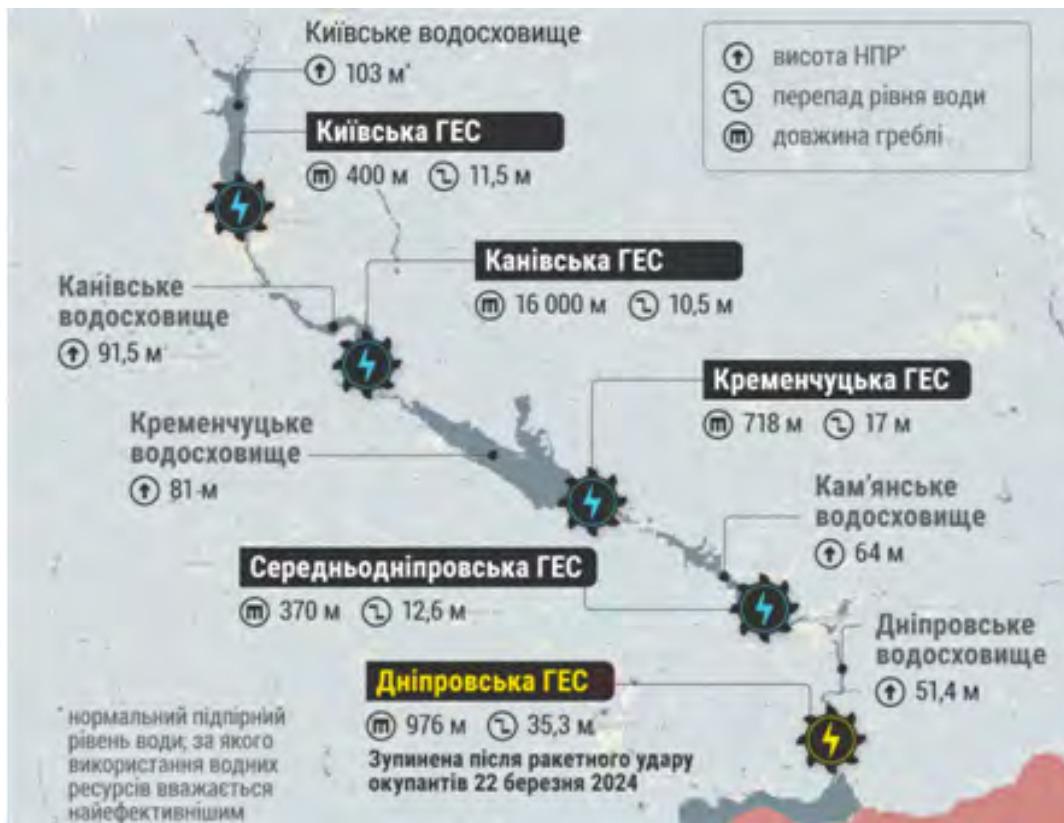 Київське водосховище
103 м*
Київська ГЕС
400 м 11,5 м
висота НПР*
перепад рівня води
довжина греблі
Канівська ГЕС
16 000 м 10,5 м
Канівське
водосховище
91,5 м
Кременчуцька ГЕС
718 м 17 м
Кременчуцьке
водосховище
81 м
Кам'янське
водосховище
64 м
Середньодніпровська ГЕС
370 м 12,6 м
Дніпровське
водосховище
51,4 м
Дніпровська ГЕС
976 м 35,3 м
Зупинена після ракетного удару
окупантів 22 березня 2024
*нормальний підпірний
рівень води, за якого
використання водних
ресурсів вважається
найефективнішим